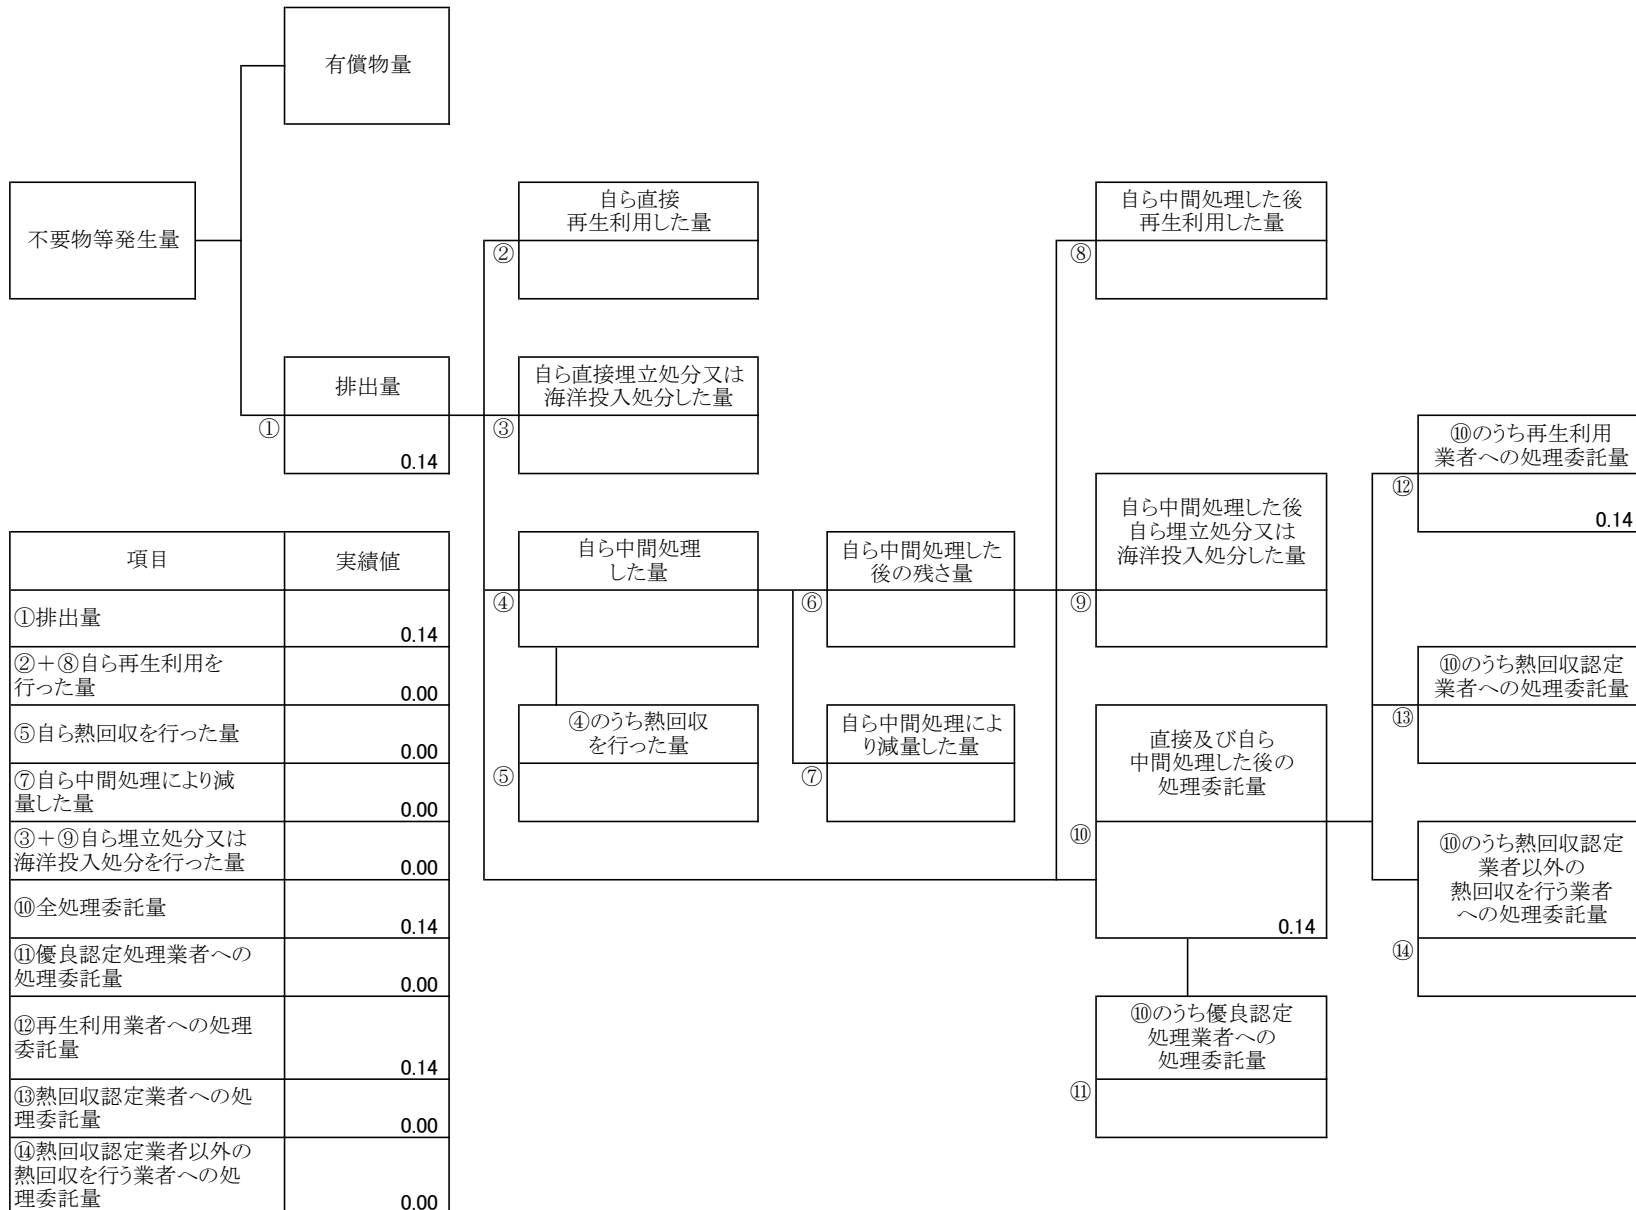 有償物量
不要物等発生量
自ら直接
再生利用した量
②
自ら中間処理した後
再生利用した量
⑧
排出量
①
0.14
自ら直接埋立処分又は
海洋投入処分した量
③
⑩のうち再生利用
業者への処理委託量
⑫
0.14
自ら中間処理した後
自ら埋立処分又は
海洋投入処分した量
⑨
自ら中間処理
した量
④
自ら中間処理した
後の残さ量
⑥
④のうち熱回収
を行った量
⑤
自ら中間処理によ
り減量した量
⑦
直接及び自ら
中間処理した後の
処理委託量
⑩
0.14
⑩のうち熱回収認定
業者への処理委託量
⑬
⑩のうち熱回収認定
業者以外の
熱回収を行う業者
への処理委託量
⑭
⑩のうち優良認定
処理業者への
処理委託量
⑪
項目 実績値
①排出量
0.14
②＋⑧自ら再生利用を
行った量
0.00
⑤自ら熱回収を行った量
0.00
⑦自ら中間処理により減
量した量
0.00
③＋⑨自ら埋立処分又は
海洋投入処分を行った量
0.00
⑩全処理委託量
0.14
⑪優良認定処理業者への
処理委託量
0.00
⑫再生利用業者への処理
委託量
0.14
⑬熱回収認定業者への処
理委託量
0.00
⑭熱回収認定業者以外の
熱回収を行う業者への処
理委託量
0.00